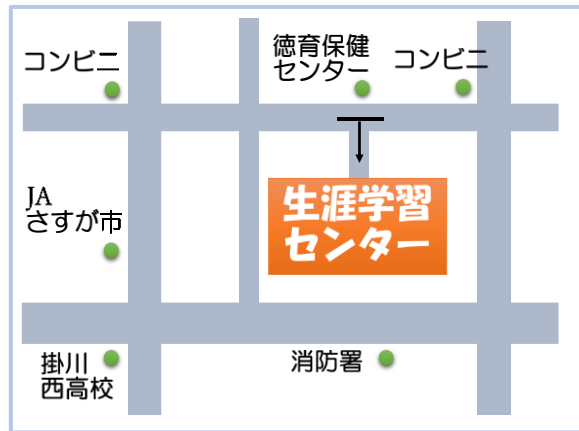 コンビニ
徳育保健
センター
コンビニ
JA
さすが市
生涯学習
センター
掛川
西高校
消防署